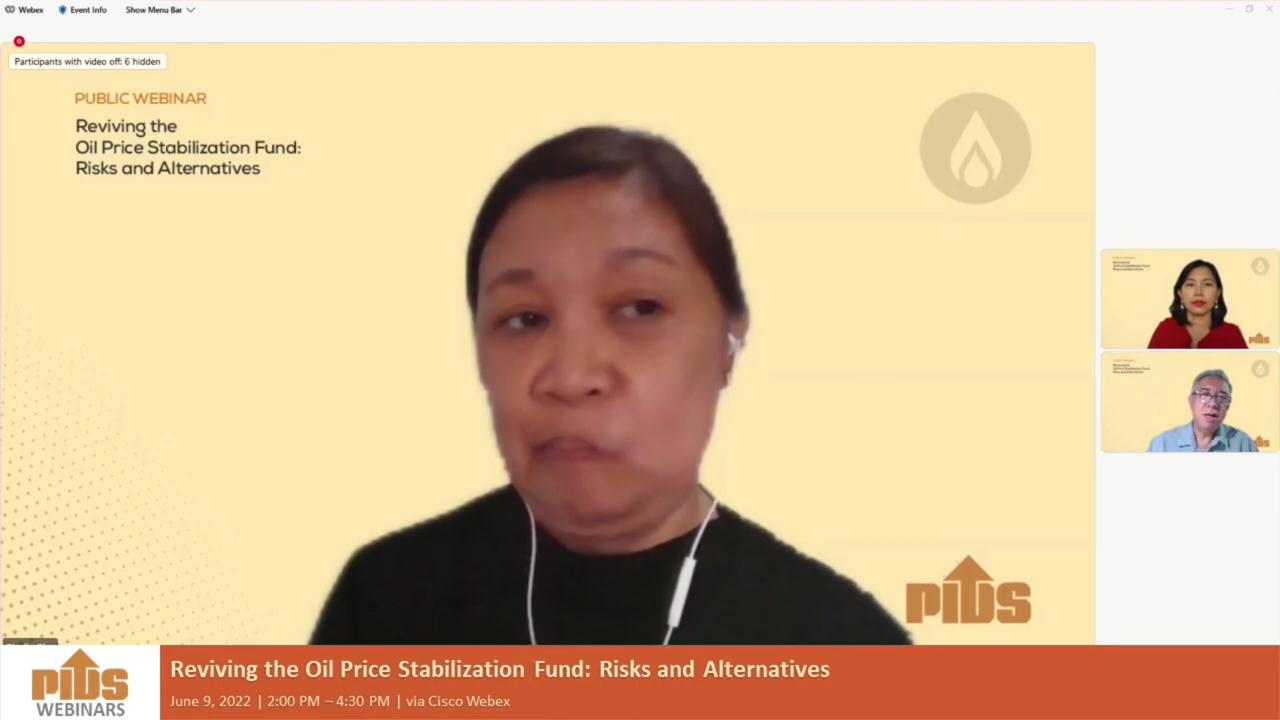 Webex
Event Info
Show Menu Bar
Participants with video off: 6 hidden
PUBLIC WEBINAR
Reviving the
Oil Price Stabilization Fund:
Risks and Alternatives
PIDS
PIDS
PIDS
PIDS
WEBINARS
Reviving the Oil Price Stabilization Fund: Risks and Alternatives
June 9, 2022 | 2:00 PM – 4:30 PM | via Cisco Webex